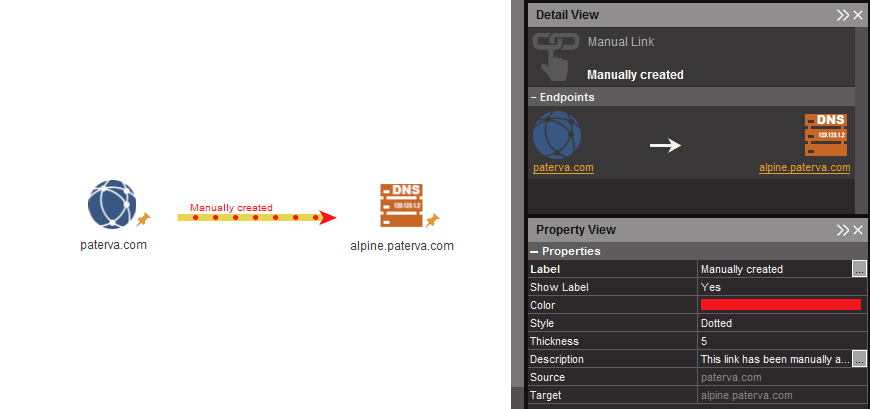 Manually created
DNS
123.123.1.2
paterva.com
alpine.paterva.com
Detail View
Manual Link
Manually created
Endpoints
DNS
123.123.1.2
paterva.com
alpine.paterva.com
Property View
Properties
Label Manually created ...
Show Label Yes
Color
Style Dotted
Thickness 5
Description This link has been manually a... ...
Source paterva.com
Target alpine.paterva.com